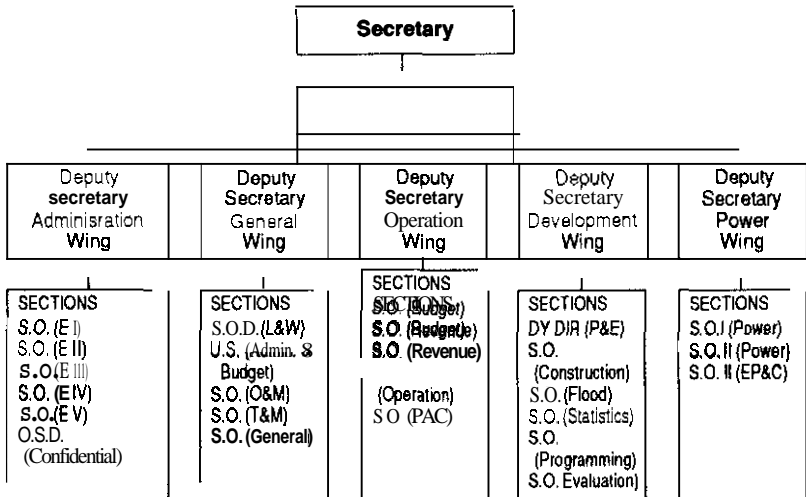 Secretary
Deputy
secretary
Adminisration
Wing
Deputy
Secretary
General
Wing
Deputy
Secretary
Operation
Wing
Deputy
Secretary
Development
Wing
Deputy
Secretary
Power
Wing
SECTIONS
S.O. (E I)
S.O. (E II)
S.O. (E III)
S.O. (E IV)
S.O. (E V)
O.S.D.
(Confidential)
SECTIONS
S.O.D. (L&W)
U.S. (Admin. &
Budget)
S.O. (O&M)
S.O. (T&M)
S.O. (General)
SECTIONS
SECTIONS
S.O. (Budget)
S.O. (Revenue)
(Operation)
S O (PAC)
SECTIONS
DY DIR (P&E)
S.O.
(Construction)
S.O. (Flood)
S.O. (Statistics)
S.O.
(Programming)
S.O. Evaluation)
SECTIONS
S.O.I (Power)
S.O. II (Power)
S.O. II (EP&C)